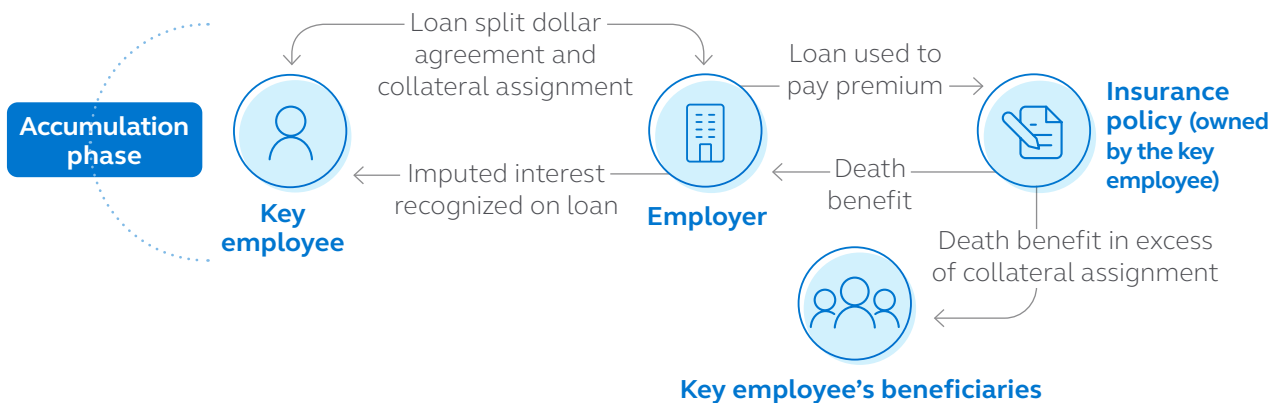 Loan split dollar
agreement and
collateral assignment
Loan used to
pay premium
Insurance
policy (owned
by the key
employee)
Accumulation
phase
Imputed interest
recognized on loan
Death
benefit
Key
employee
Employer
Death benefit in excess
of collateral assignment
Key employee’s beneficiaries